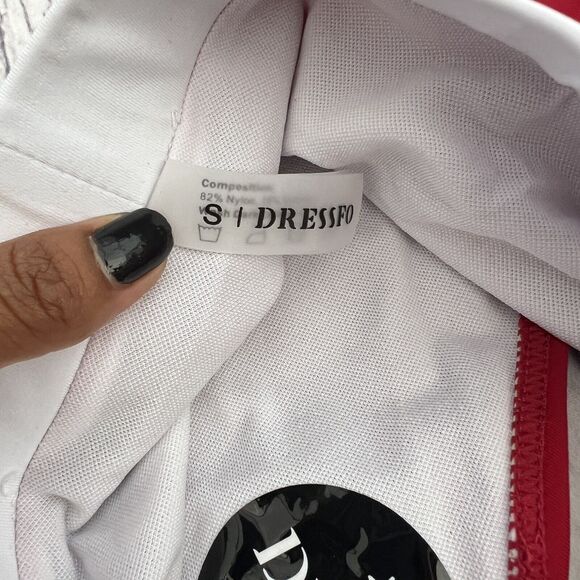 Composition
82% Nylon
S | DRESSFO
D